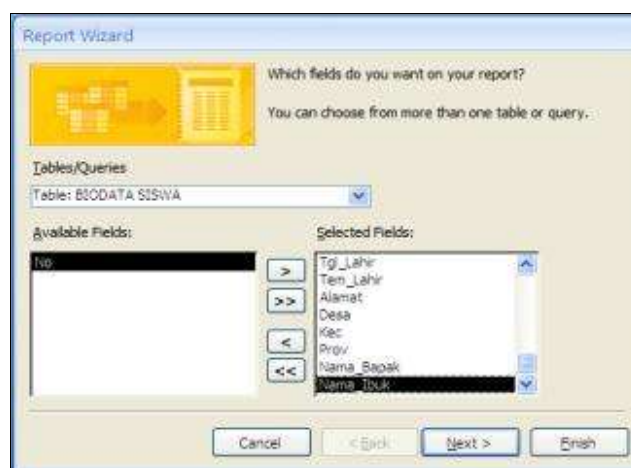 Report Wizard
Which fields do you want on your report?
You can choose from more than one table or query.
Tables/Queries
Table: BIODATA SISWA
Available Fields:
Selected Fields:
No
>
>>
<
<<
Tgl_Lahir
Tem_Lahir
Alamat
Desa
Kec
Prov
Nama_Bapak
Nama_Ibuk
Cancel
< Back
Next >
Finish